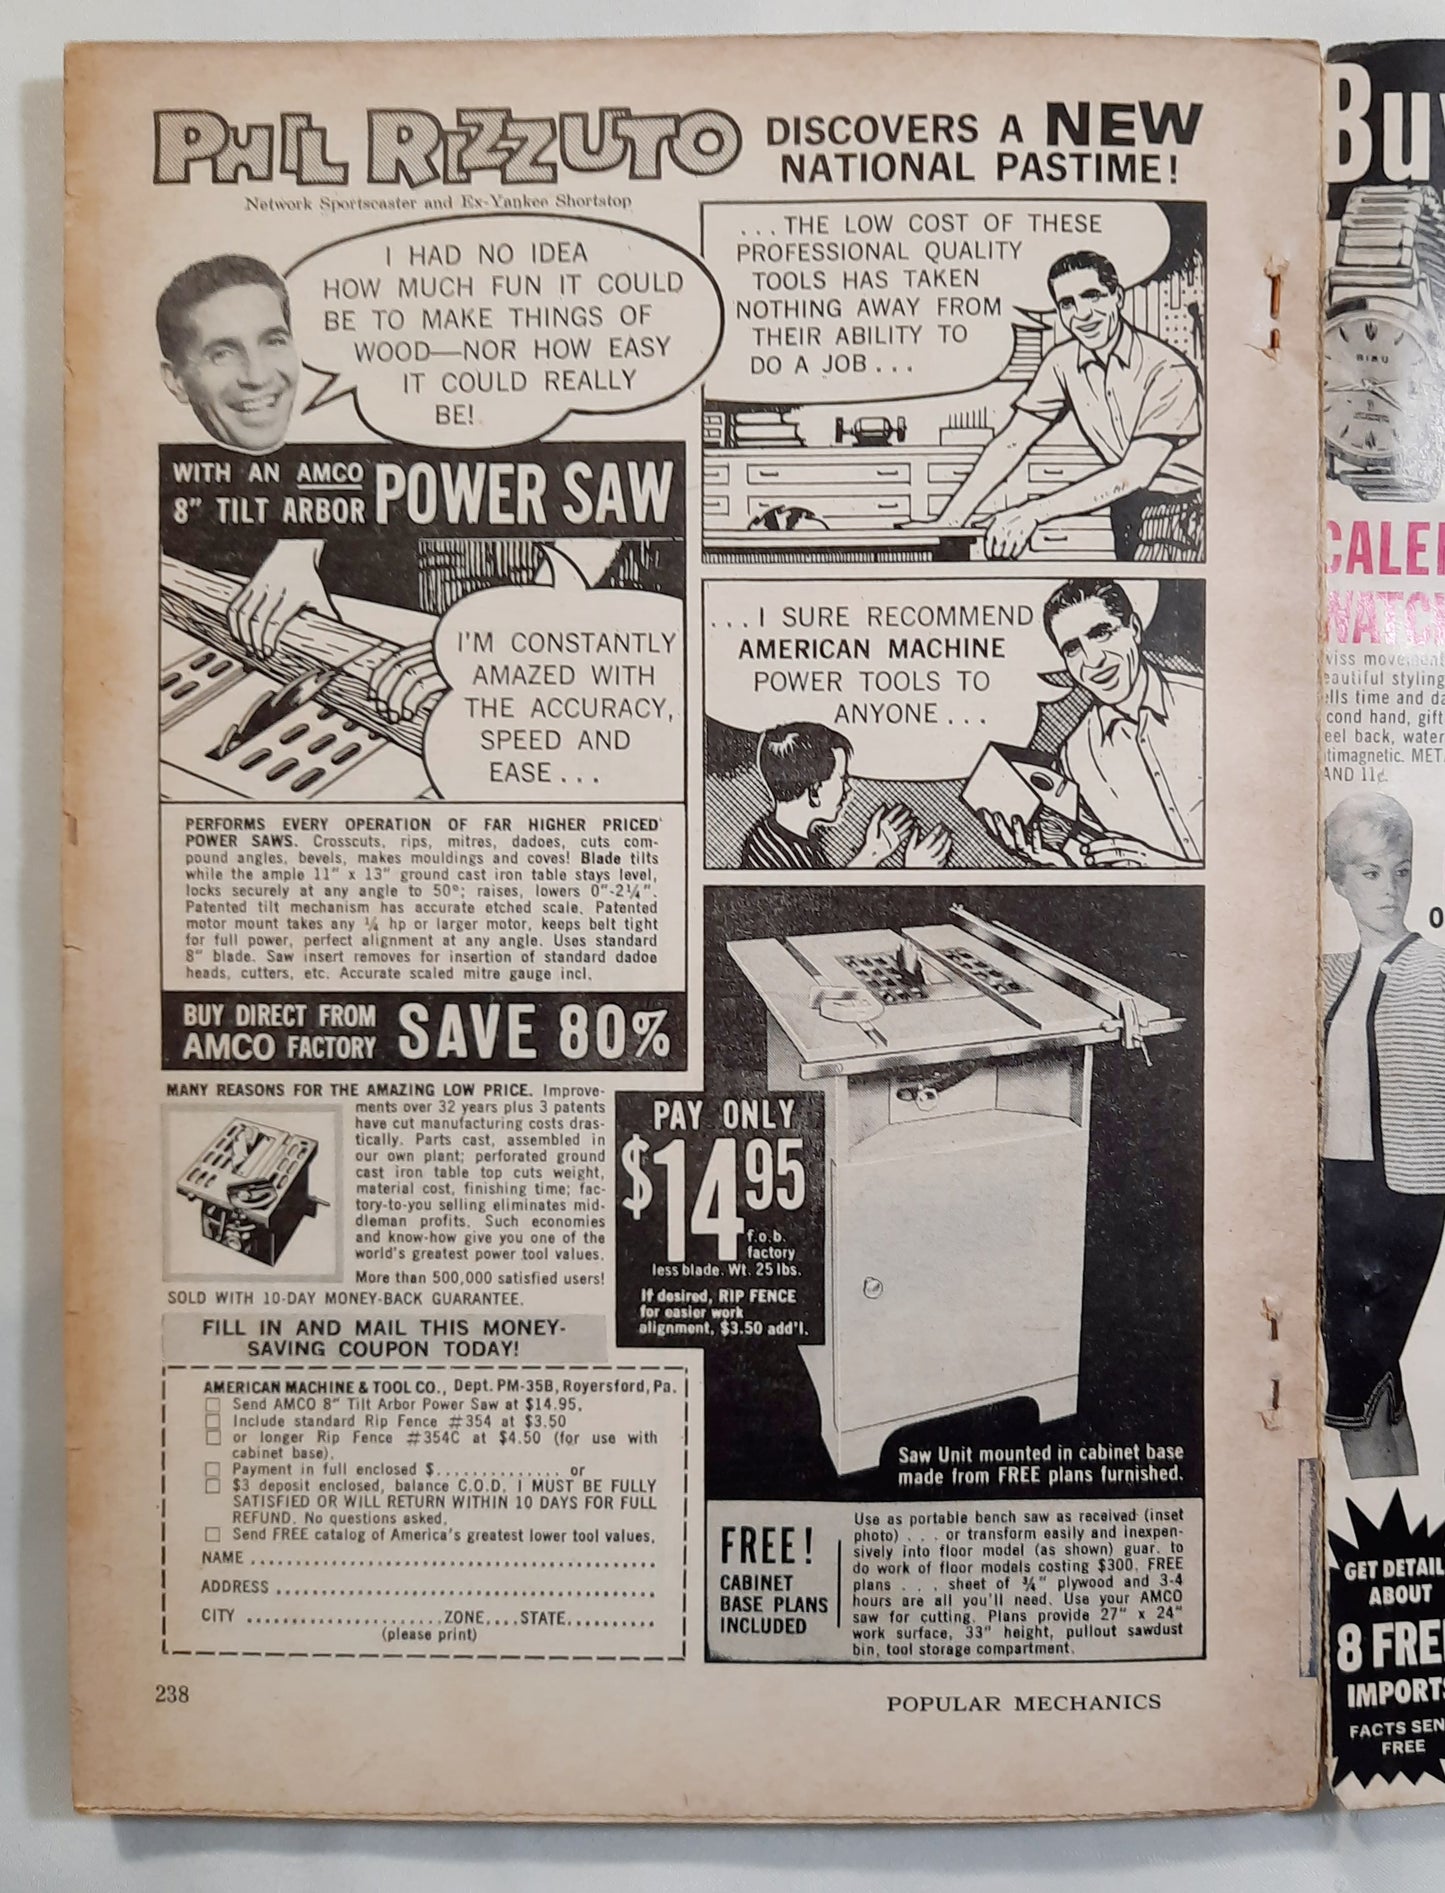 PHIL RIZZUTO
DISCOVERS A NEW
NATIONAL PASTIME!
Network Sportscaster and Ex-Yankee Shortstop
I HAD NO IDEA
HOW MUCH FUN IT COULD
BE TO MAKE THINGS OF
WOOD—NOR HOW EASY
IT COULD REALLY
BE!
WITH AN AMCO
8" TILT ARBOR
POWER SAW
I'M CONSTANTLY
AMAZED WITH
THE ACCURACY,
SPEED AND
EASE...
...THE LOW COST OF THESE
PROFESSIONAL QUALITY
TOOLS HAS TAKEN
NOTHING AWAY FROM
THEIR ABILITY TO
DO A JOB...
...I SURE RECOMMEND
AMERICAN MACHINE
POWER TOOLS TO
ANYONE...
PERFORMS EVERY OPERATION OF FAR HIGHER PRICED
POWER SAWS. Crosscuts, rips, mitres, dadoes, cuts com-
pound angles, bevels, makes mouldings and coves! Blade tilts
while the ample 11" x 13" ground cast iron table stays level,
locks securely at any angle to 50°; raises, lowers 0"-2¼".
Patented tilt mechanism has accurate etched scale. Patented
motor mount takes any ¼ hp or larger motor, keeps belt tight
for full power, perfect alignment at any angle. Uses standard
8" blade. Saw insert removes for insertion of standard dadoe
heads, cutters, etc. Accurate scaled mitre gauge incl.
BUY DIRECT FROM
AMCO FACTORY
SAVE 80%
MANY REASONS FOR THE AMAZING LOW PRICE. Improve-
ments over 32 years plus 3 patents
have cut manufacturing costs dras-
tically. Parts cast, assembled in
our own plant; perforated ground
cast iron table top cuts weight,
material cost, finishing time; fac-
tory-to-you selling eliminates mid-
dleman profits. Such economies
and know-how give you one of the
world's greatest power tool values.
More than 500,000 satisfied users!
SOLD WITH 10-DAY MONEY-BACK GUARANTEE.
PAY ONLY
$14.95
f.o.b.
factory
less blade. Wt. 25 lbs.
If desired, RIP FENCE
for easier work
alignment, $3.50 add'l.
FILL IN AND MAIL THIS MONEY-
SAVING COUPON TODAY!
AMERICAN MACHINE & TOOL CO., Dept. PM-35B, Royersford, Pa.
Send AMCO 8" Tilt Arbor Power Saw at $14.95.
Include standard Rip Fence #354 at $3.50
or longer Rip Fence #354C at $4.50 (for use with
cabinet base).
Payment in full enclosed $.............. or
$3 deposit enclosed, balance C.O.D. I MUST BE FULLY
SATISFIED OR WILL RETURN WITHIN 10 DAYS FOR FULL
REFUND. No questions asked.
Send FREE catalog of America's greatest lower tool values.
NAME
ADDRESS
CITY ........................ZONE....STATE..........
(please print)
Saw Unit mounted in cabinet base
made from FREE plans furnished.
FREE!
CABINET
BASE PLANS
INCLUDED
Use as portable bench saw as received (inset
photo) . . . or transform easily and inexpen-
sively into floor model (as shown) guar. to
do work of floor models costing $300. FREE
plans . . . sheet of ¾" plywood and 3-4
hours are all you'll need. Use your AMCO
saw for cutting. Plans provide 27" x 24"
work surface, 33" height, pullout sawdust
bin, tool storage compartment.
238
POPULAR MECHANICS
movement
styling
time and
hand, gift
back,
AND 11¢
GET
ABOUT
8
FACTS
FREE